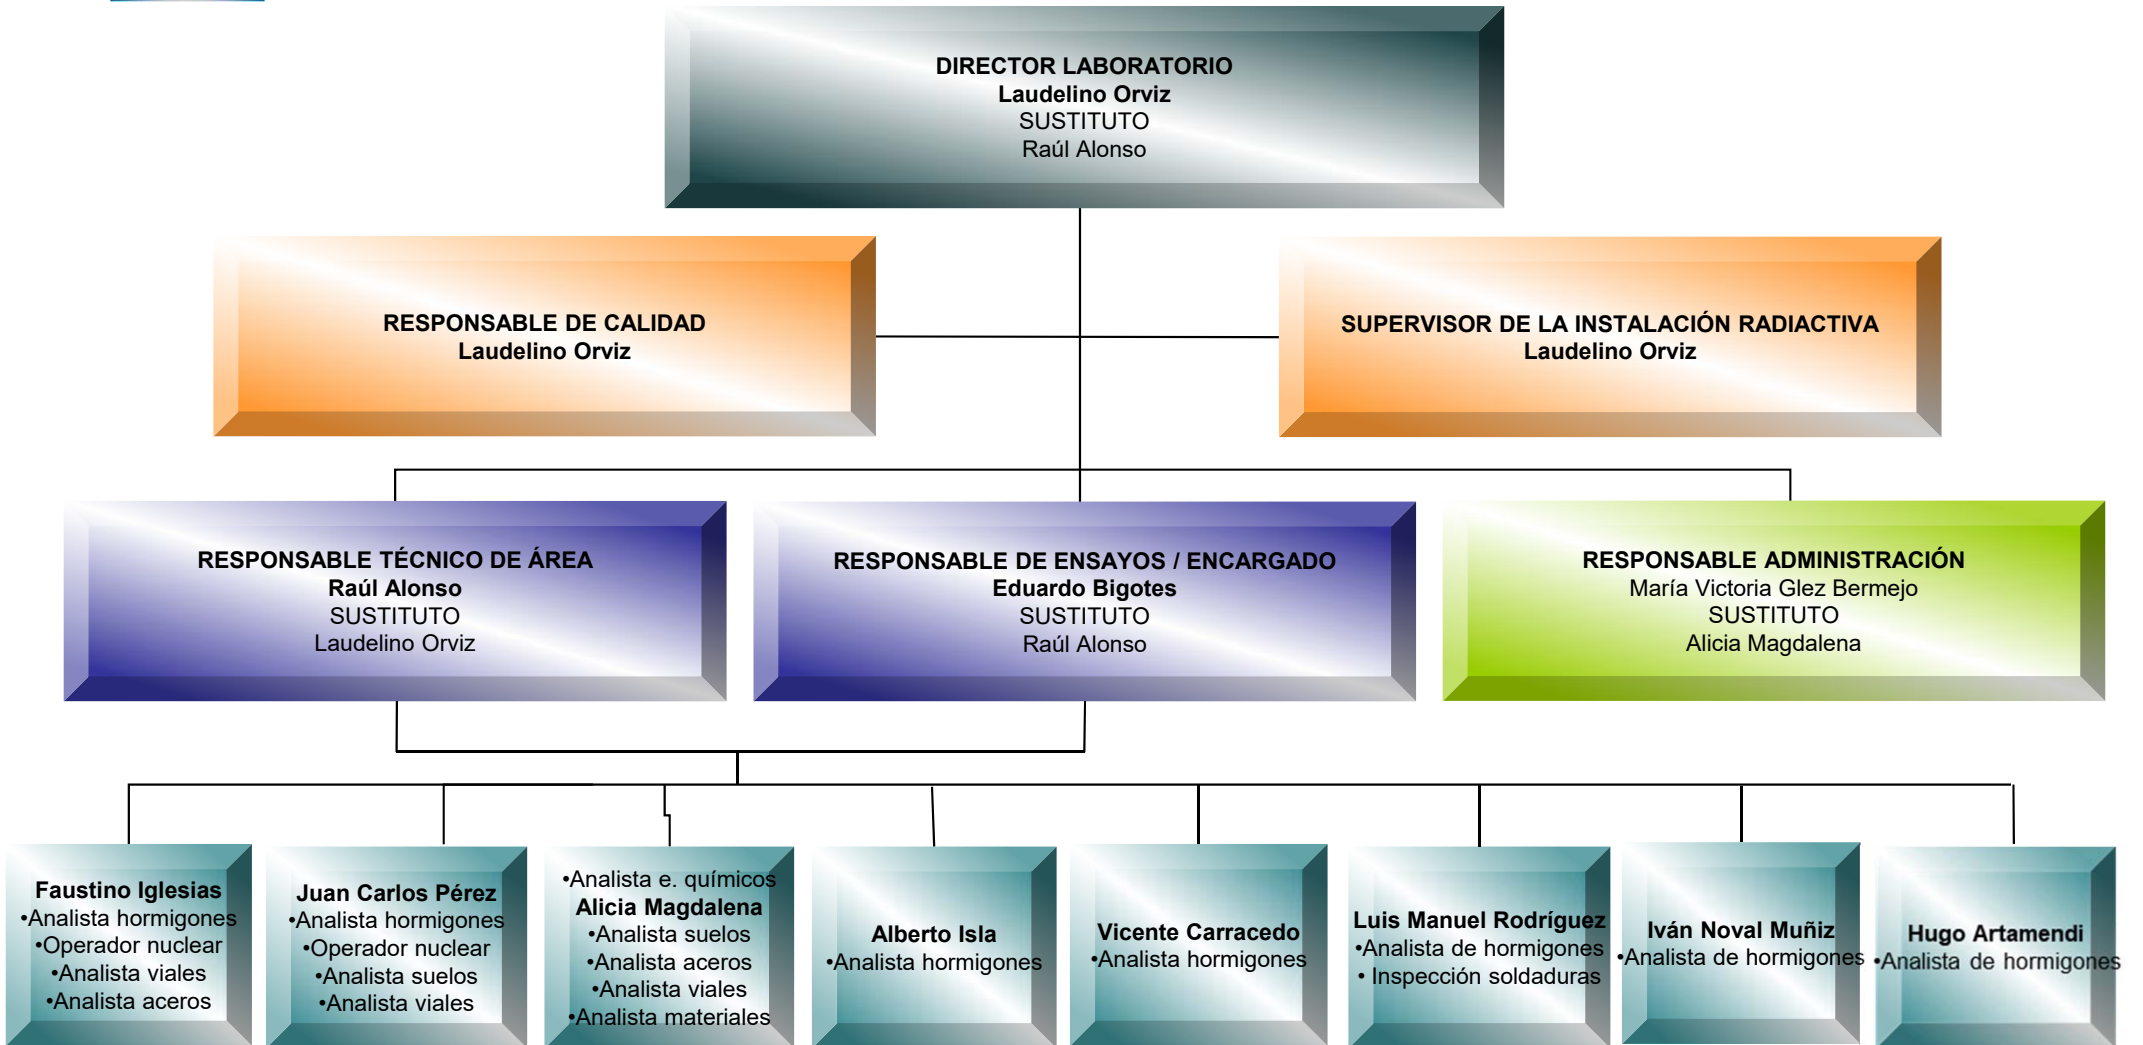 DIRECTOR LABORATORIO
Laudelino Orviz
SUSTITUTO
Raúl Alonso
RESPONSABLE DE CALIDAD
Laudelino Orviz
SUPERVISOR DE LA INSTALACIÓN RADIACTIVA
Laudelino Orviz
RESPONSABLE TÉCNICO DE ÁREA
Raúl Alonso
SUSTITUTO
Laudelino Orviz
RESPONSABLE DE ENSAYOS / ENCARGADO
Eduardo Bigotes
SUSTITUTO
Raúl Alonso
RESPONSABLE ADMINISTRACIÓN
María Victoria Glez Bermejo
SUSTITUTO
Alicia Magdalena
Faustino Iglesias
•Analista hormigones
•Operador nuclear
•Analista viales
•Analista aceros
Juan Carlos Pérez
•Analista hormigones
•Operador nuclear
•Analista suelos
•Analista viales
•Analista e. químicos
Alicia Magdalena
•Analista suelos
•Analista aceros
•Analista viales
•Analista materiales
Alberto Isla
•Analista hormigones
Vicente Carracedo
•Analista hormigones
Luis Manuel Rodríguez
•Analista de hormigones
• Inspección soldaduras
Iván Noval Muñiz
•Analista de hormigones
Hugo Artamendi
•Analista de hormigones